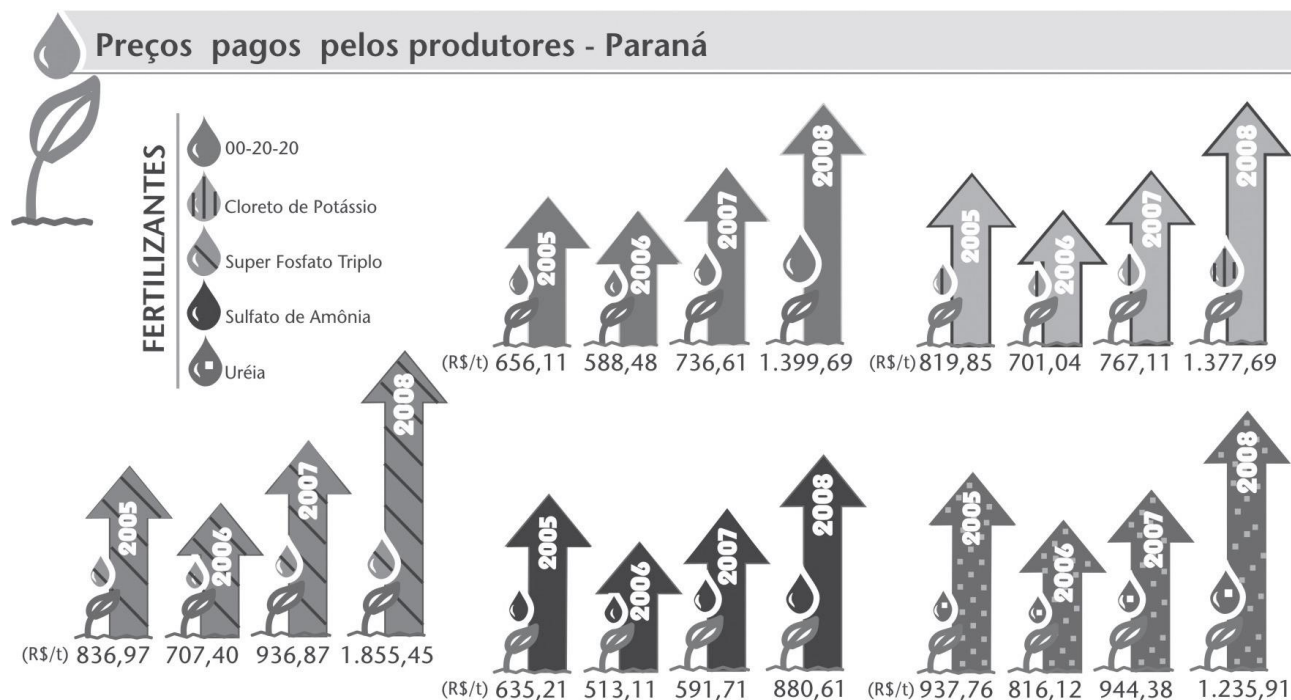 Preços pagos pelos produtores - Paraná
FERTILIZANTES
00-20-20
Cloreto de Potássio
Super Fosfato Triplo
Sulfato de Amônia
Uréia
2005
2006
2007
2008
(R$/t) 656,11 588,48 736,61 1.399,69
2005
2006
2007
2008
(R$/t) 819,85 701,04 767,11 1.377,69
2005
2006
2007
2008
(R$/t) 836,97 707,40 936,87 1.855,45
2005
2006
2007
2008
(R$/t) 635,21 513,11 591,71 880,61
2005
2006
2007
2008
(R$/t) 937,76 816,12 944,38 1.235,91